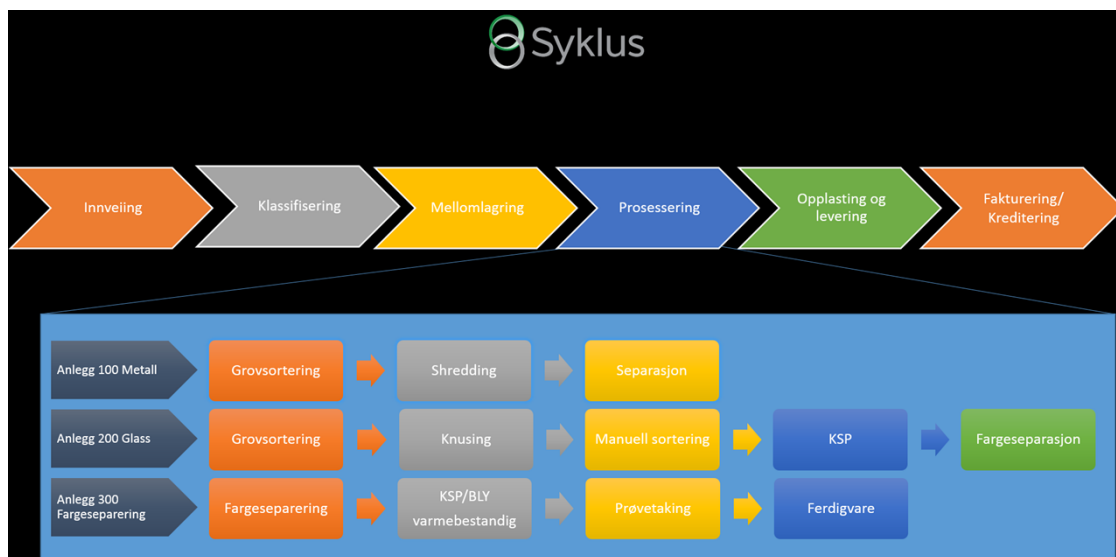 Syklus
Innveiing
Klassifisering
Mellomlagring
Prosessering
Opplasting og
levering
Fakturering/
Kreditering
Anlegg 100 Metall
Grovsortering
Shredding
Separasjon
Anlegg 200 Glass
Grovsortering
Knusing
Manuell sortering
KSP
Fargeseparasjon
Anlegg 300
Fargeseparering
Fargeseparering
KSP/BLY
varmebestandig
Prøvetaking
Ferdigvare